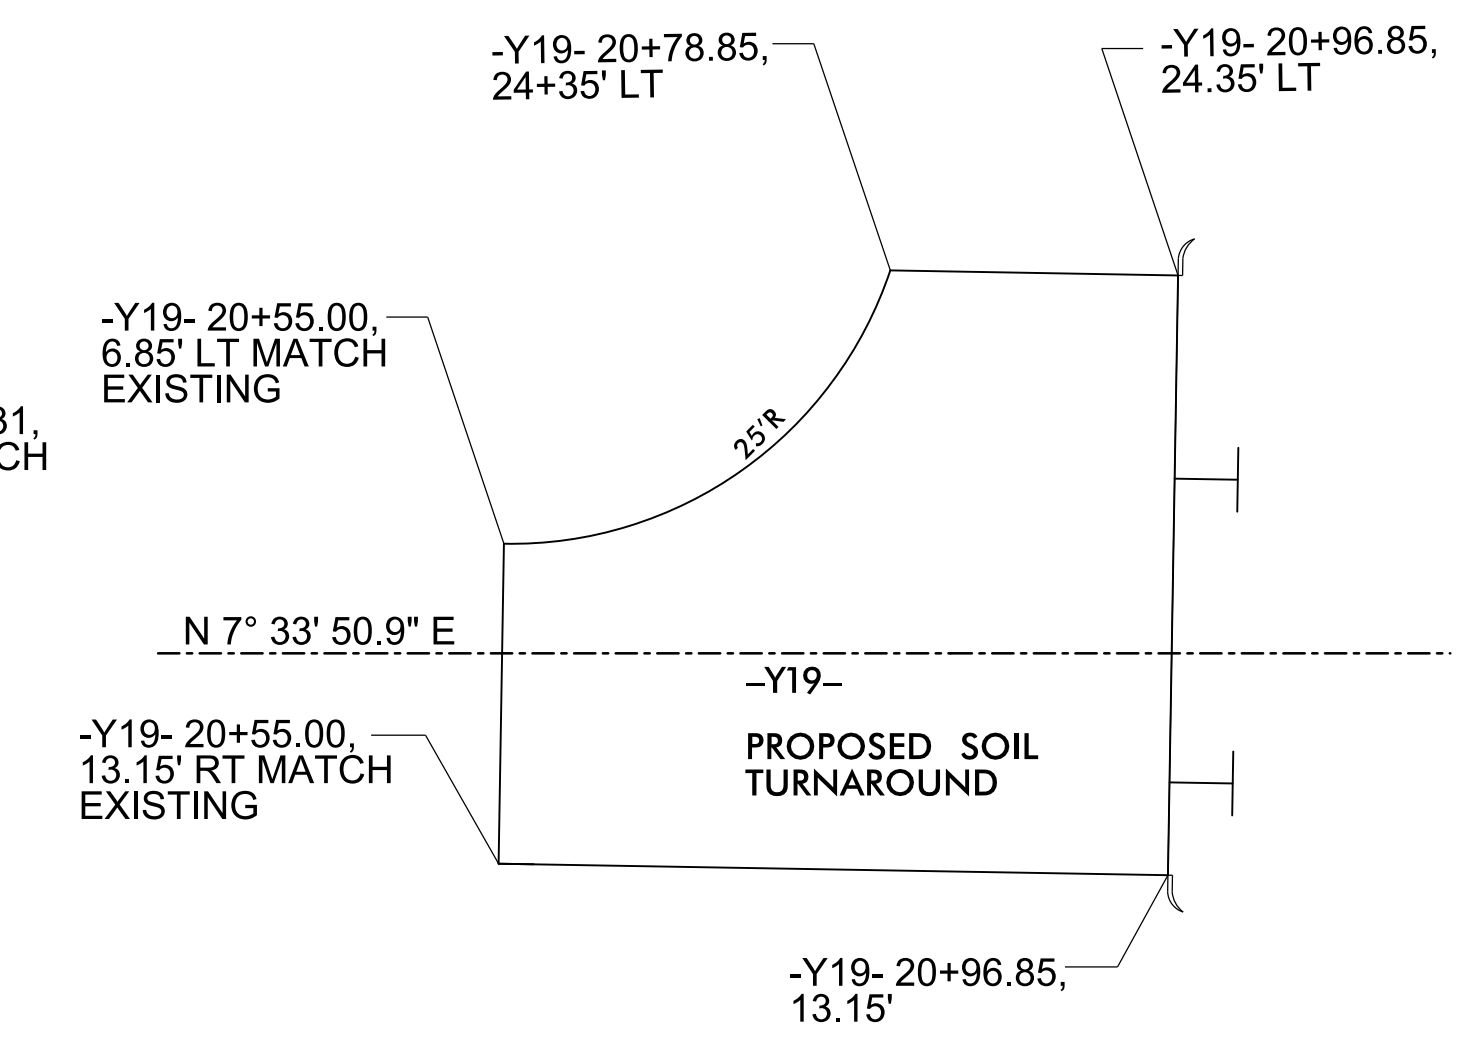 -Y19- 20+78.85,
24+35' LT
-Y19- 20+96.85,
24.35' LT
-Y19- 20+55.00,
6.85' LT MATCH
EXISTING
31,
CH
25'R
N 7° 33' 50.9" E
–Y19–
-Y19- 20+55.00,
13.15' RT MATCH
EXISTING
PROPOSED SOIL
TURNAROUND
-Y19- 20+96.85,
13.15'